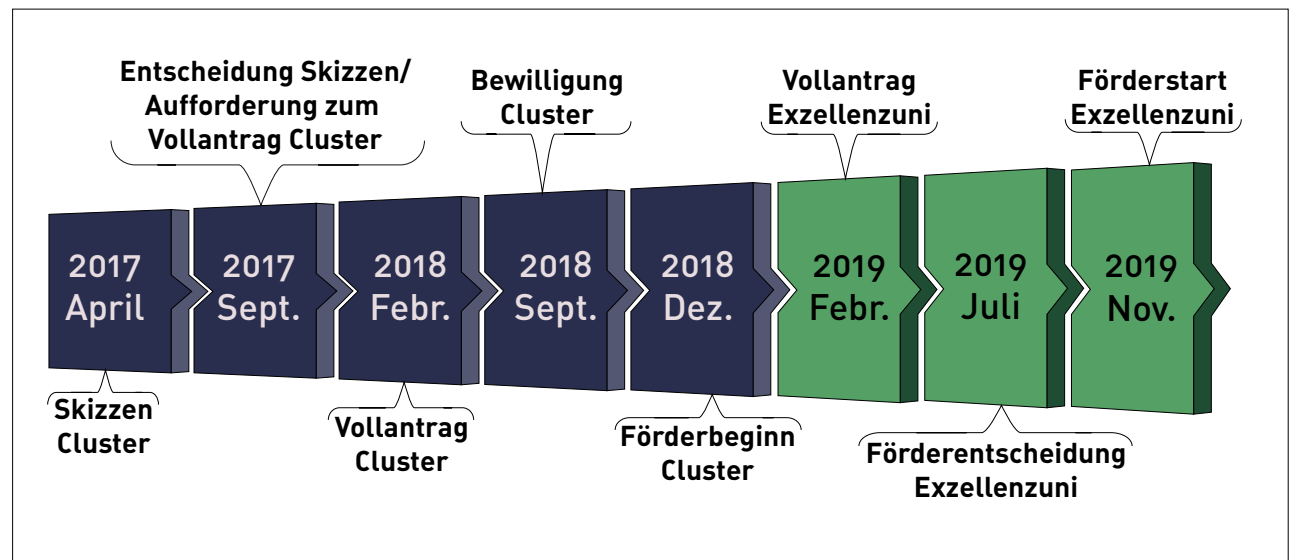 Entscheidung Skizzen/
Aufforderung zum
Vollantrag Cluster
Bewilligung
Cluster
Vollantrag
Exzellenzuni
Förderstart
Exzellenzuni
2017
April
2017
Sept.
2018
Febr.
2018
Sept.
2018
Dez.
2019
Febr.
2019
Juli
2019
Nov.
Skizzen
Cluster
Vollantrag
Cluster
Förderbeginn
Cluster
Förderentscheidung
Exzellenzuni